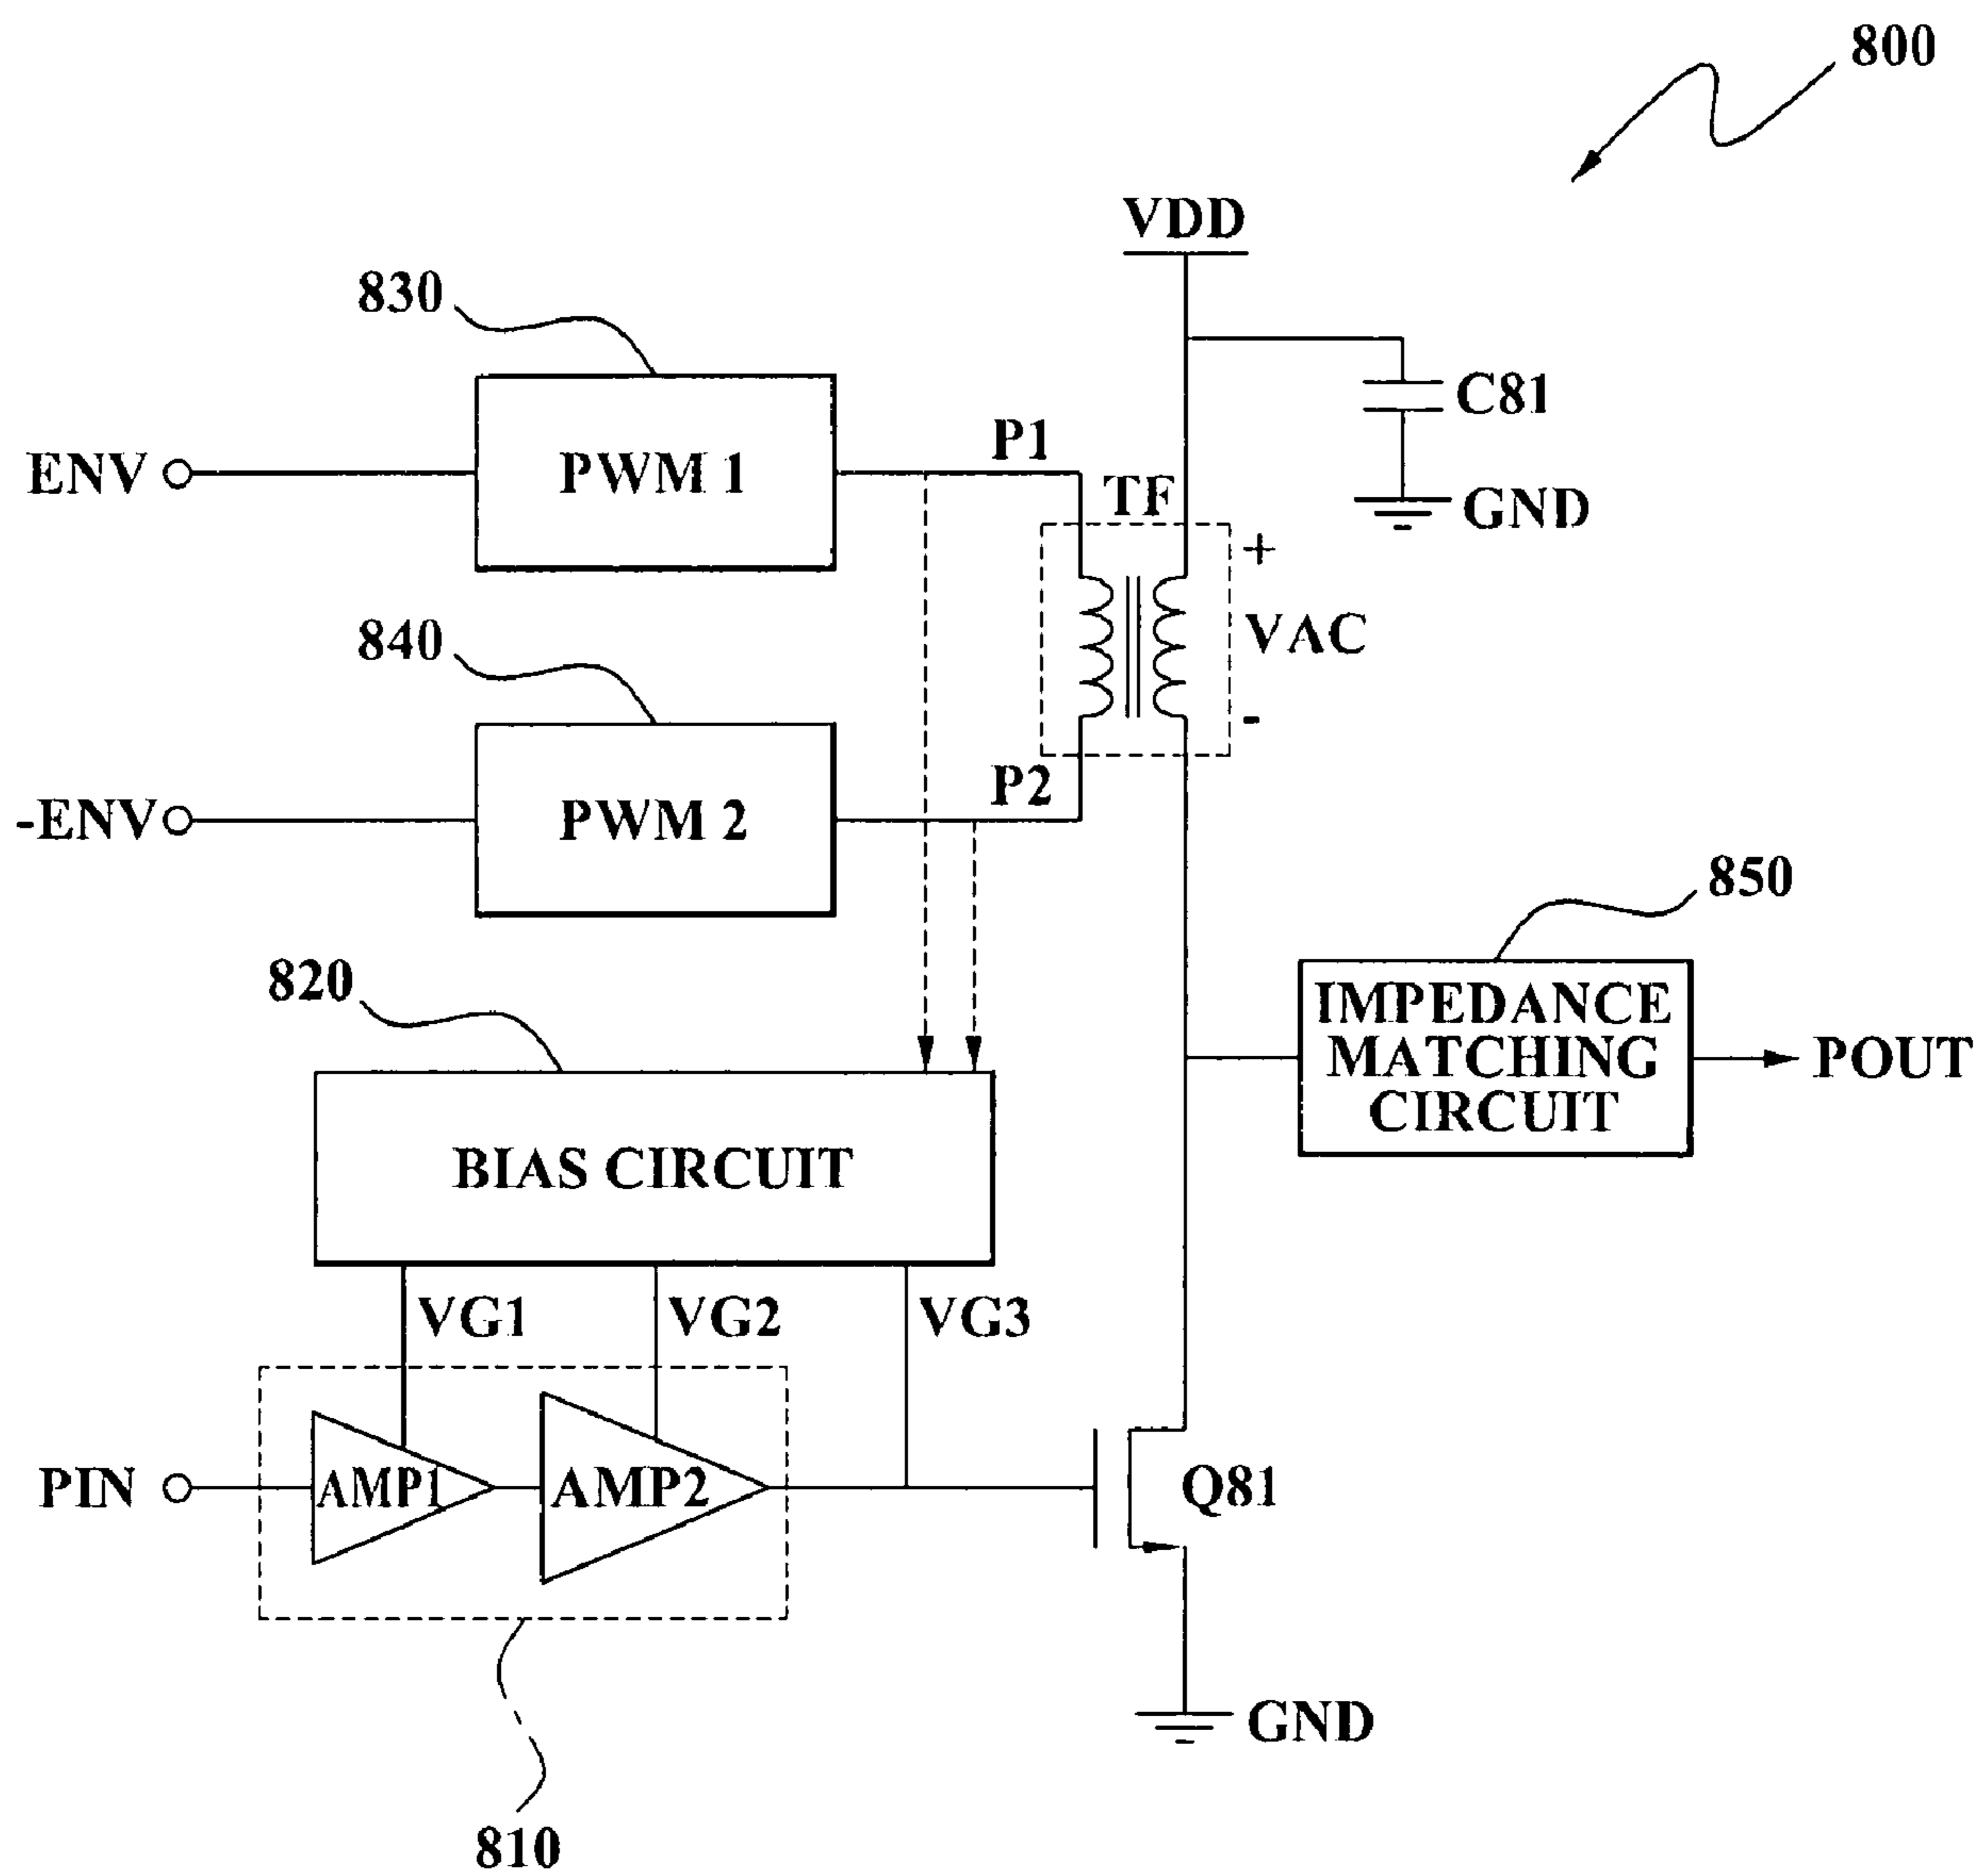 800
VDD
830
C81
PWM 1
P1
ENV
TF
GND
+
840
VAC
-
P2
-ENV
PWM 2
850
820
IMPEDANCE
MATCHING
CIRCUIT
POUT
BIAS CIRCUIT
VG1
VG2
VG3
PIN
AMP1
AMP2
Q81
GND
810